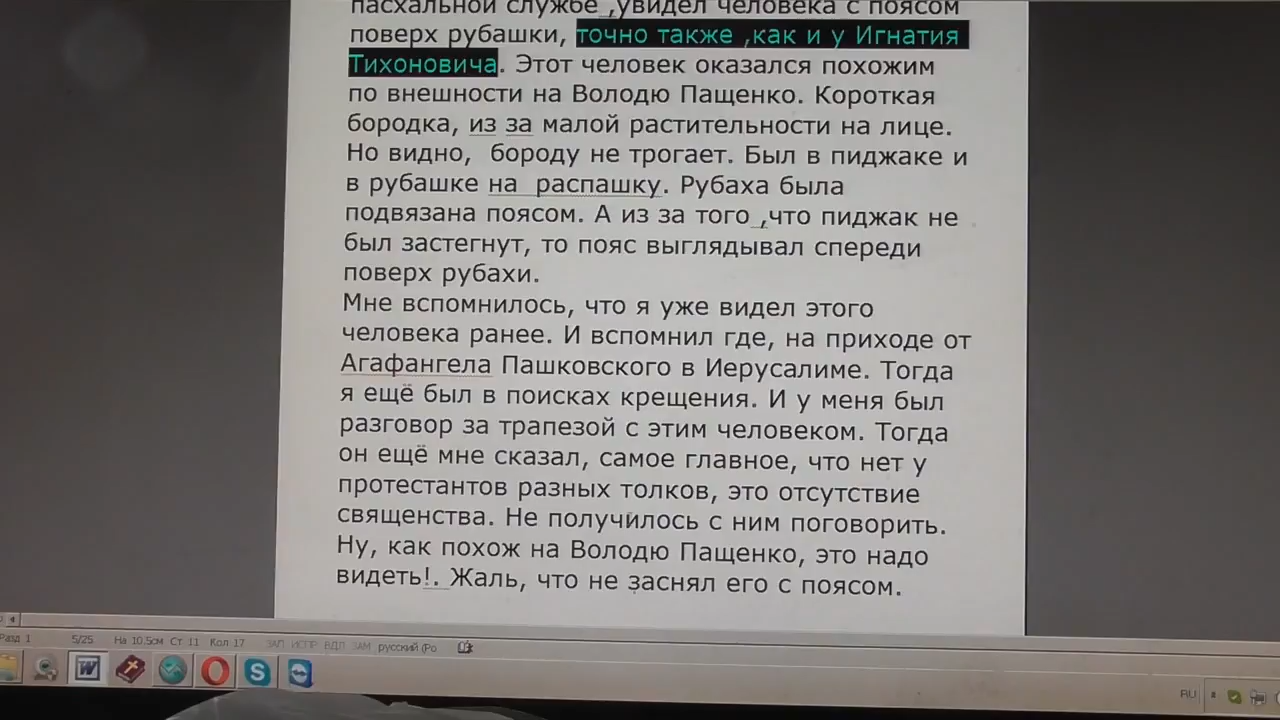 пасхальной службе ,увидел человека с поясом
поверх рубашки, точно также ,как и у Игнатия
Тихоновича. Этот человек оказался похожим
по внешности на Володю Пащенко. Короткая
бородка, из за малой растительности на лице.
Но видно,  бороду не трогает. Был в пиджаке и
в рубашке на  распашку. Рубаха была
подвязана поясом. А из за того ,что пиджак не
был застегнут, то пояс выглядывал спереди
поверх рубахи.
Мне вспомнилось, что я уже видел этого
человека ранее. И вспомнил где, на приходе от
Агафангела Пашковского в Иерусалиме. Тогда
я ещё был в поисках крещения. И у меня был
разговор за трапезой с этим человеком. Тогда
он ещё мне сказал, самое главное, что нет у
протестантов разных толков, это отсутствие
священства. Не получилось с ним поговорить.
Ну, как похож на Володю Пащенко, это надо
видеть!. Жаль, что не заснял его с поясом.
Разд 1 5/25 На 10.5см Ст 11 Кол 17 ЗАП ИСПР ВДЛ ЗАМ русский (Ро
RU